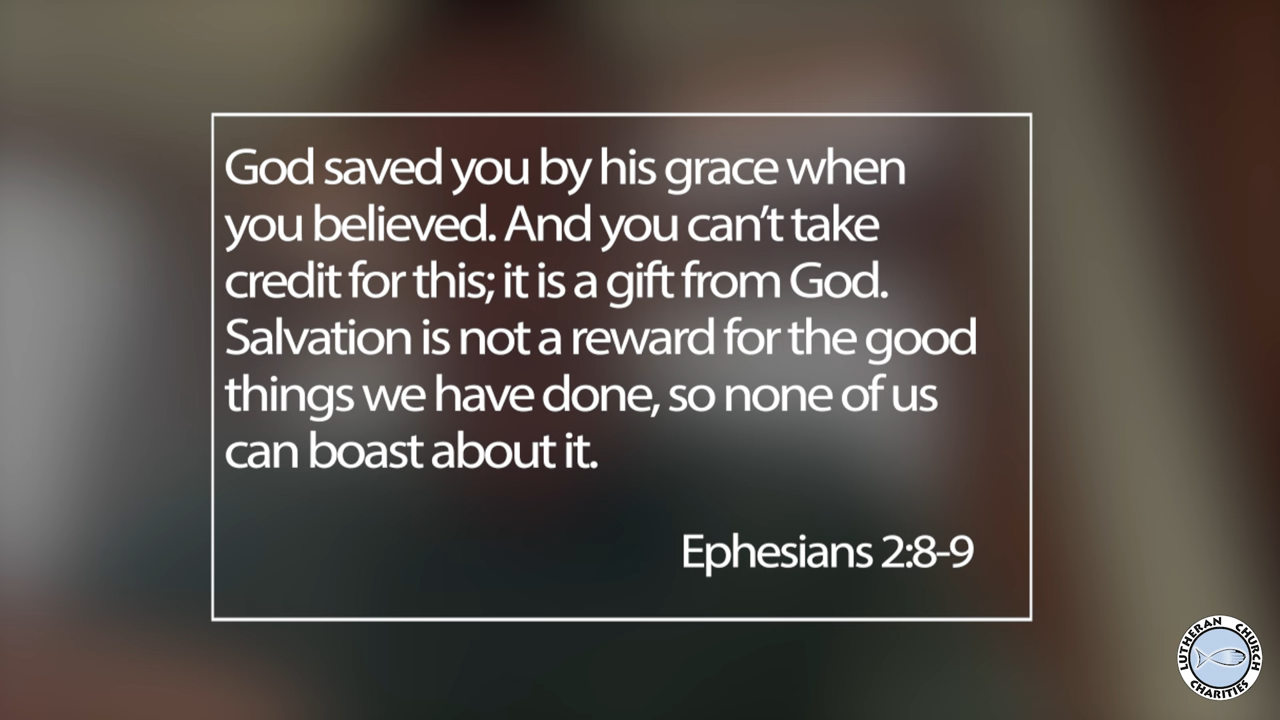 God saved you by his grace when
you believed. And you can’t take
credit for this; it is a gift from God.
Salvation is not a reward for the good
things we have done, so none of us
can boast about it.
Ephesians 2:8-9
LUTHERAN CHURCH
CHARITIES